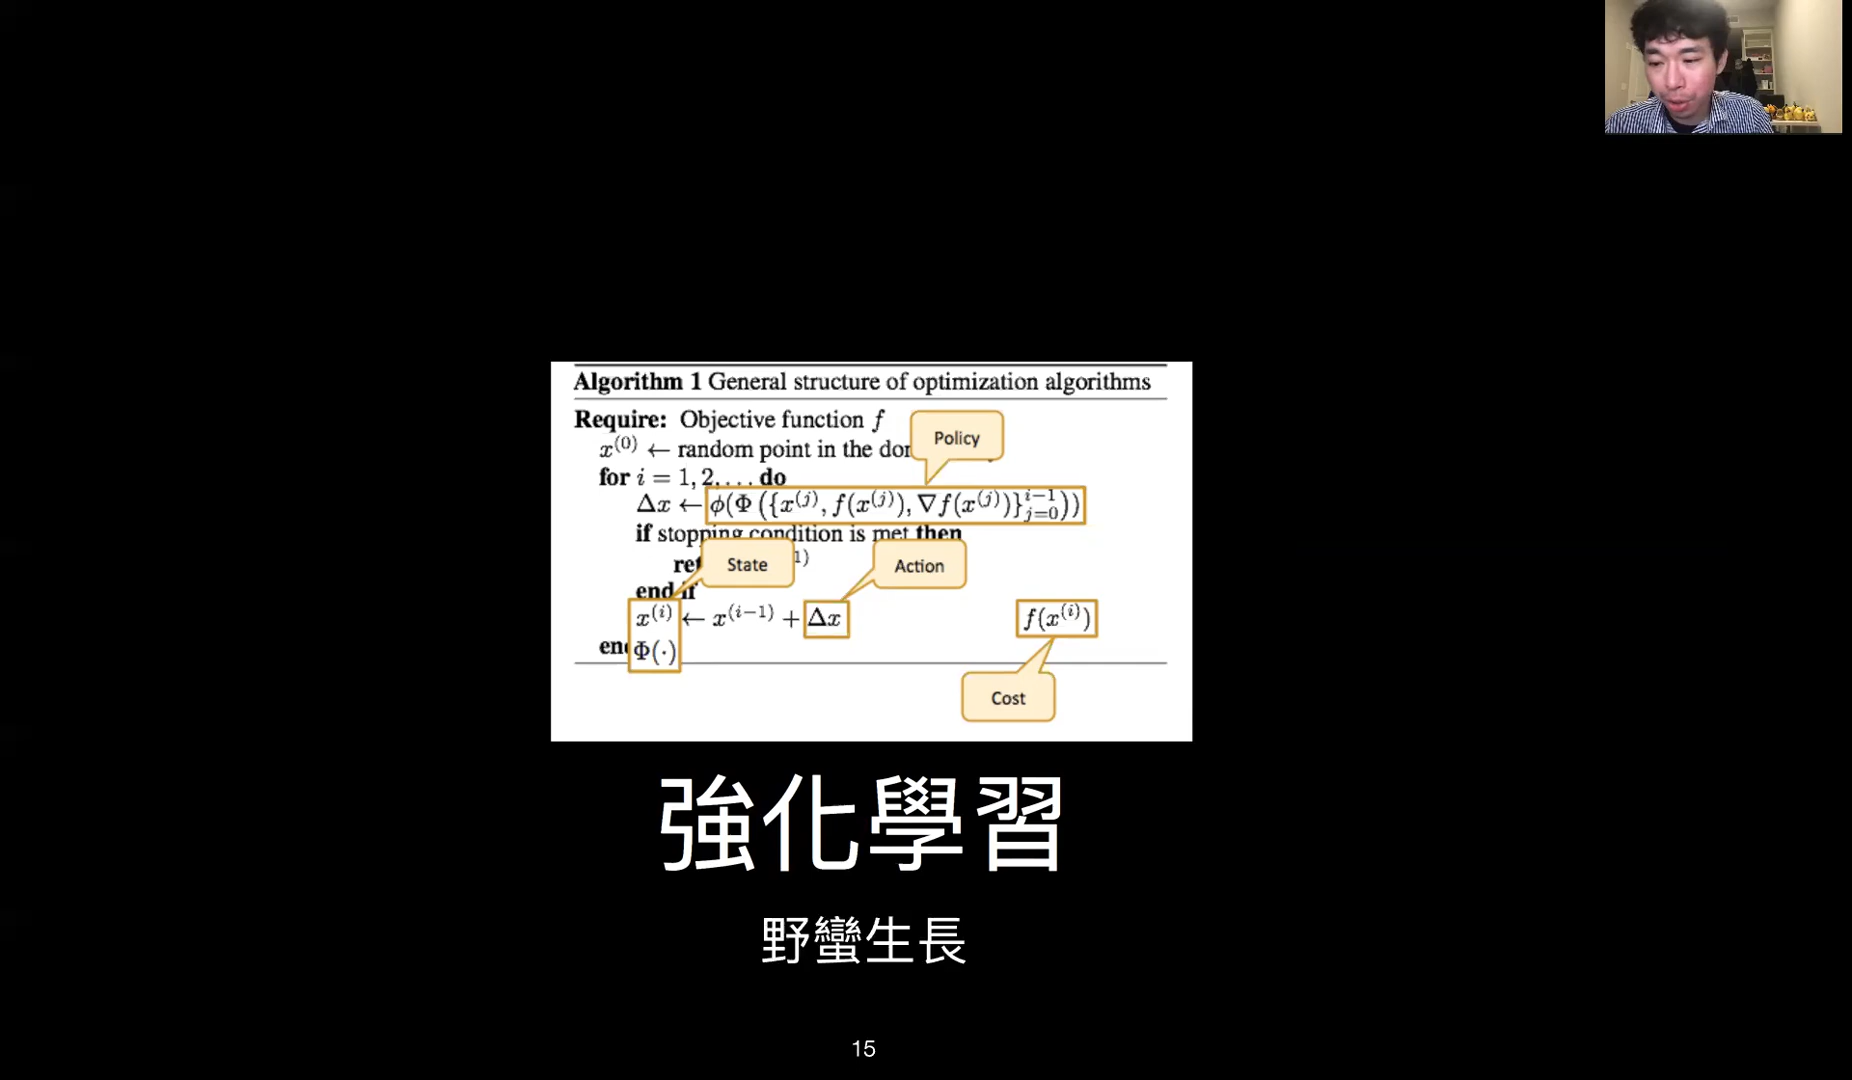 Algorithm 1 General structure of optimization algorithms
Require: Objective function f
x^(0) ← random point in the
Policy
for i = 1, 2, . . . do
Δx ← ϕ(Φ({x^(j), f(x^(j)), ∇f(x^(j))}_{j=0}^{i−1}))
if stopping condition is met then
State
Action
end if
x^(i) ← x^(i−1) + Δx
f(x^(i))
Φ(·)
Cost
強化學習
野蠻生長
15